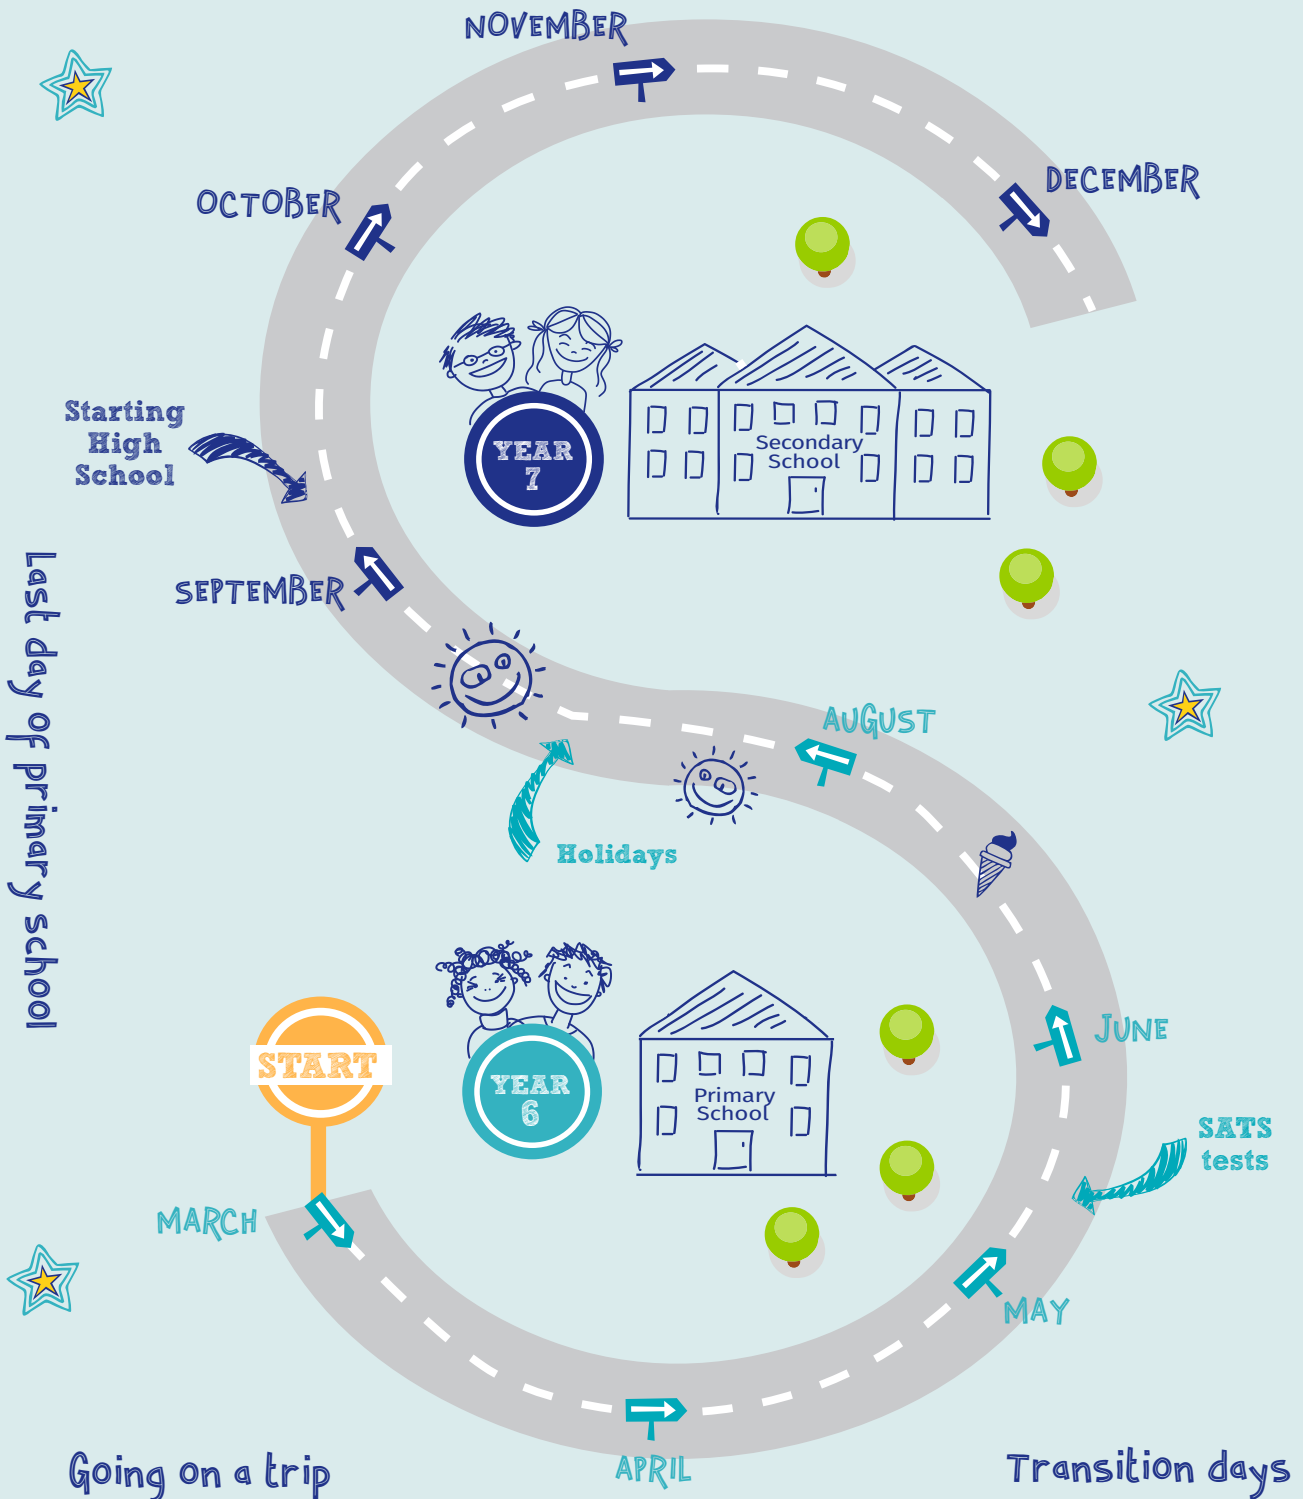 NOVEMBER
DECEMBER
OCTOBER
Starting
High
School
YEAR
7
Secondary
School
SEPTEMBER
Last day of primary school
AUGUST
Holidays
START
YEAR
6
Primary
School
JUNE
SATS
tests
MARCH
MAY
APRIL
Going on a trip
Transition days